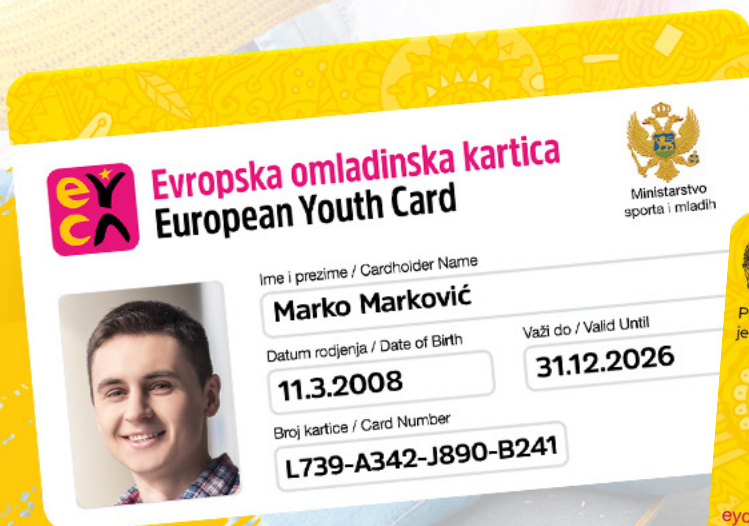 eyca
Evropska omladinska kartica
European Youth Card
Ministarstvo
sporta i mladih
Ime i prezime / Cardholder Name
Marko Marković
Datum rodjenja / Date of Birth
Važi do / Valid Until
11.3.2008
31.12.2026
Broj kartice / Card Number
L739-A342-J890-B241